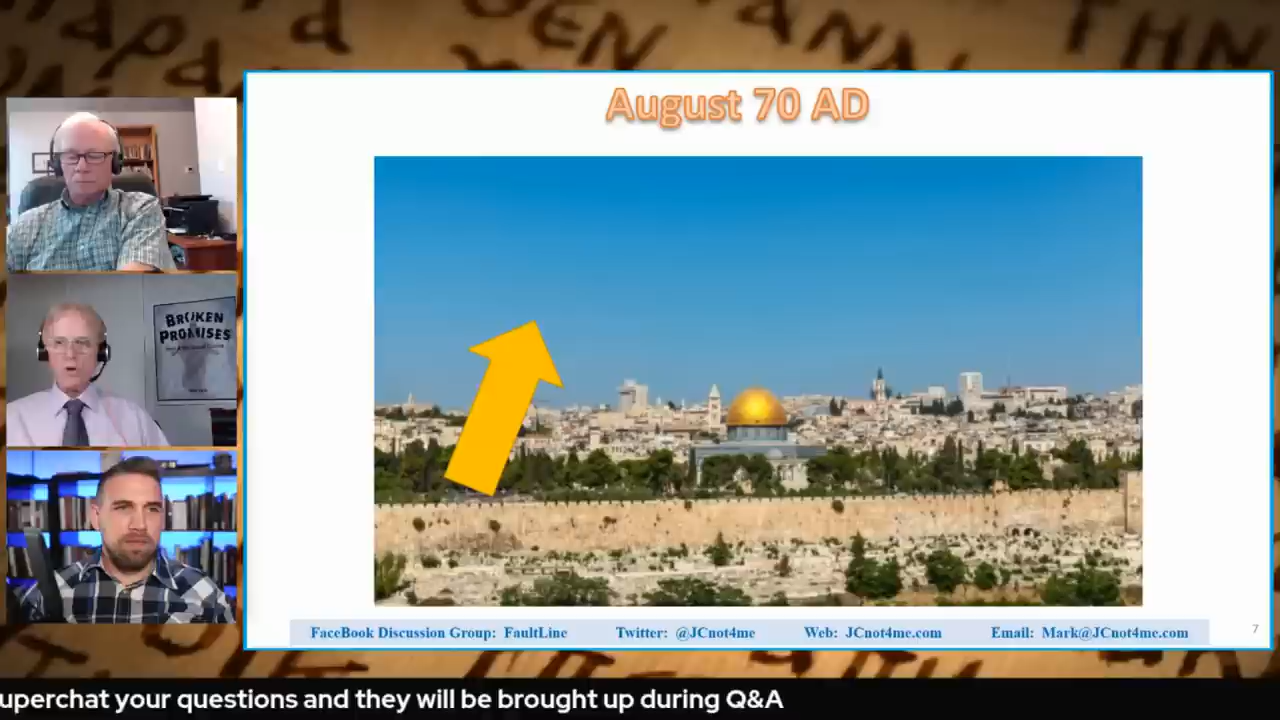 August 70 AD
BROKEN
PROMISES
FaceBook Discussion Group: FaultLine Twitter: @JCnot4me Web: JCnot4me.com Email: Mark@JCnot4me.com
7
uperchat your questions and they will be brought up during Q&A